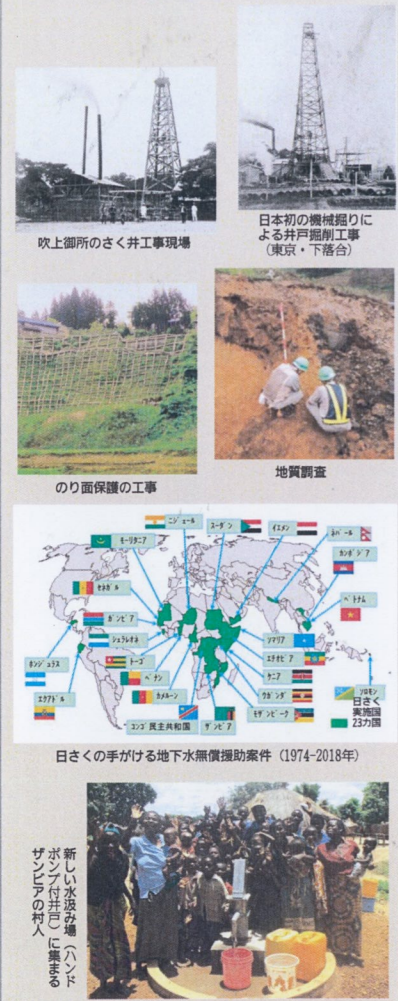 吹上御所のさく井工事現場
日本初の機械掘りに
よる井戸掘削工事
(東京・下落合)
のり面保護の工事
地質調査
ニジェール
スーダン
イエメン
ネパール
モーリタニア
カンボジア
セネガル
ベトナム
ガンビア
シェラレオネ
ソマリア
ホンジュラス
トーゴ
エチオピア
ベナン
ケニア
エクアドル
カメルーン
ウガンダ
ソロモン
コンゴ民主共和国
ザンビア
モザンビーク
日さく
実施国
23カ国
日さくの手がける地下水無償援助案件(1974-2018年)
新しい水汲み場(ハンド
ポンプ付井戸)に集まる
ザンビアの村人